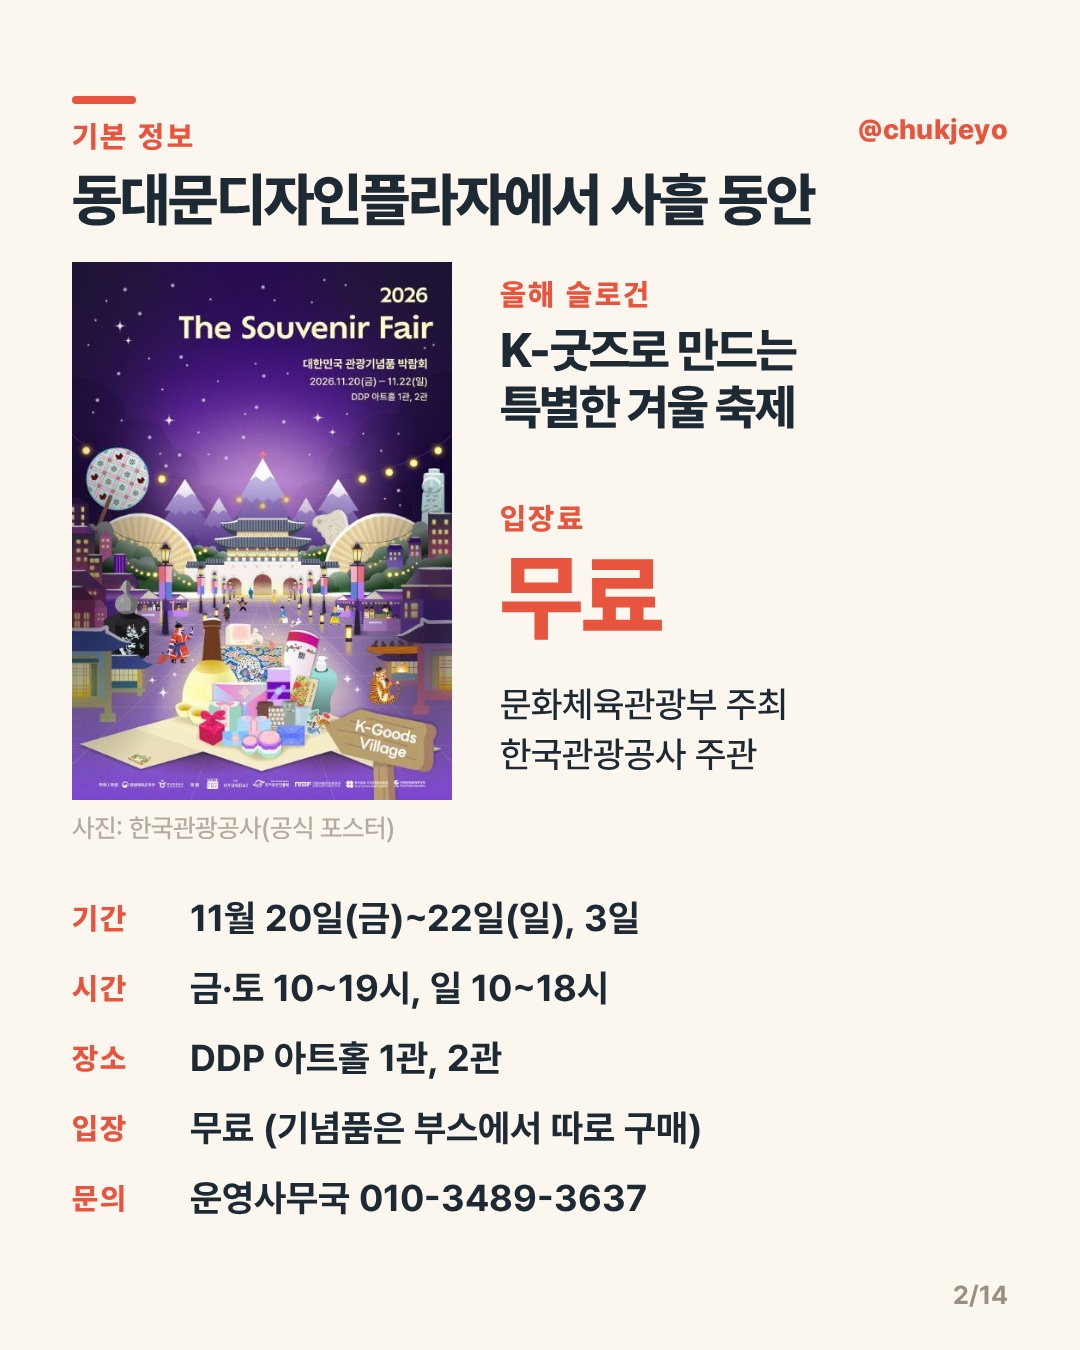 기본 정보
@chukjeyo
동대문디자인플라자에서 사흘 동안
2026
The Souvenir Fair
대한민국 관광기념품 박람회
2026.11.20(금) – 11.22(일)
DDP 아트홀 1관, 2관
K-Goods
Village
HYUNDAI
올해 슬로건
K-굿즈로 만드는
특별한 겨울 축제
입장료
무료
문화체육관광부 주최
한국관광공사 주관
사진: 한국관광공사(공식 포스터)
기간 11월 20일(금)~22일(일), 3일
시간 금·토 10~19시, 일 10~18시
장소 DDP 아트홀 1관, 2관
입장 무료 (기념품은 부스에서 따로 구매)
문의 운영사무국 010-3489-3637
2/14